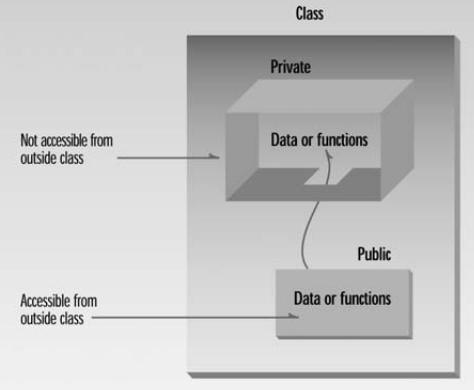 Class
Private
Data or functions
Not accessible from
outside class
Public
Data or functions
Accessible from
outside class